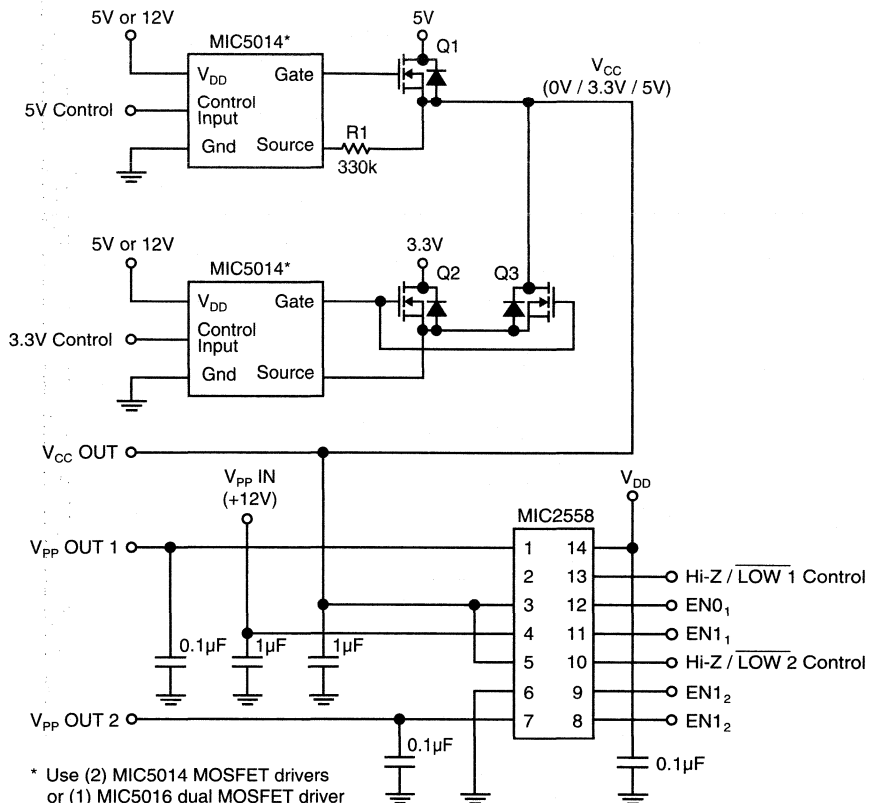 5V or 12V
MIC5014*
5V
Q1
V_DD
Gate
V_CC
(0V / 3.3V / 5V)
5V Control
Control
Input
Gnd
Source
R1
330k
5V or 12V
MIC5014*
3.3V
Q2
Q3
V_DD
Gate
3.3V Control
Control
Input
Gnd
Source
V_CC OUT
V_PP IN
(+12V)
V_DD
MIC2558
V_PP OUT 1
1 14
2 13 Hi-Z / LOW 1 Control
3 12 EN0_1
4 11 EN1_1
5 10 Hi-Z / LOW 2 Control
6 9 EN1_2
7 8 EN1_2
0.1µF
1µF
1µF
V_PP OUT 2
0.1µF
0.1µF
* Use (2) MIC5014 MOSFET drivers
or (1) MIC5016 dual MOSFET driver